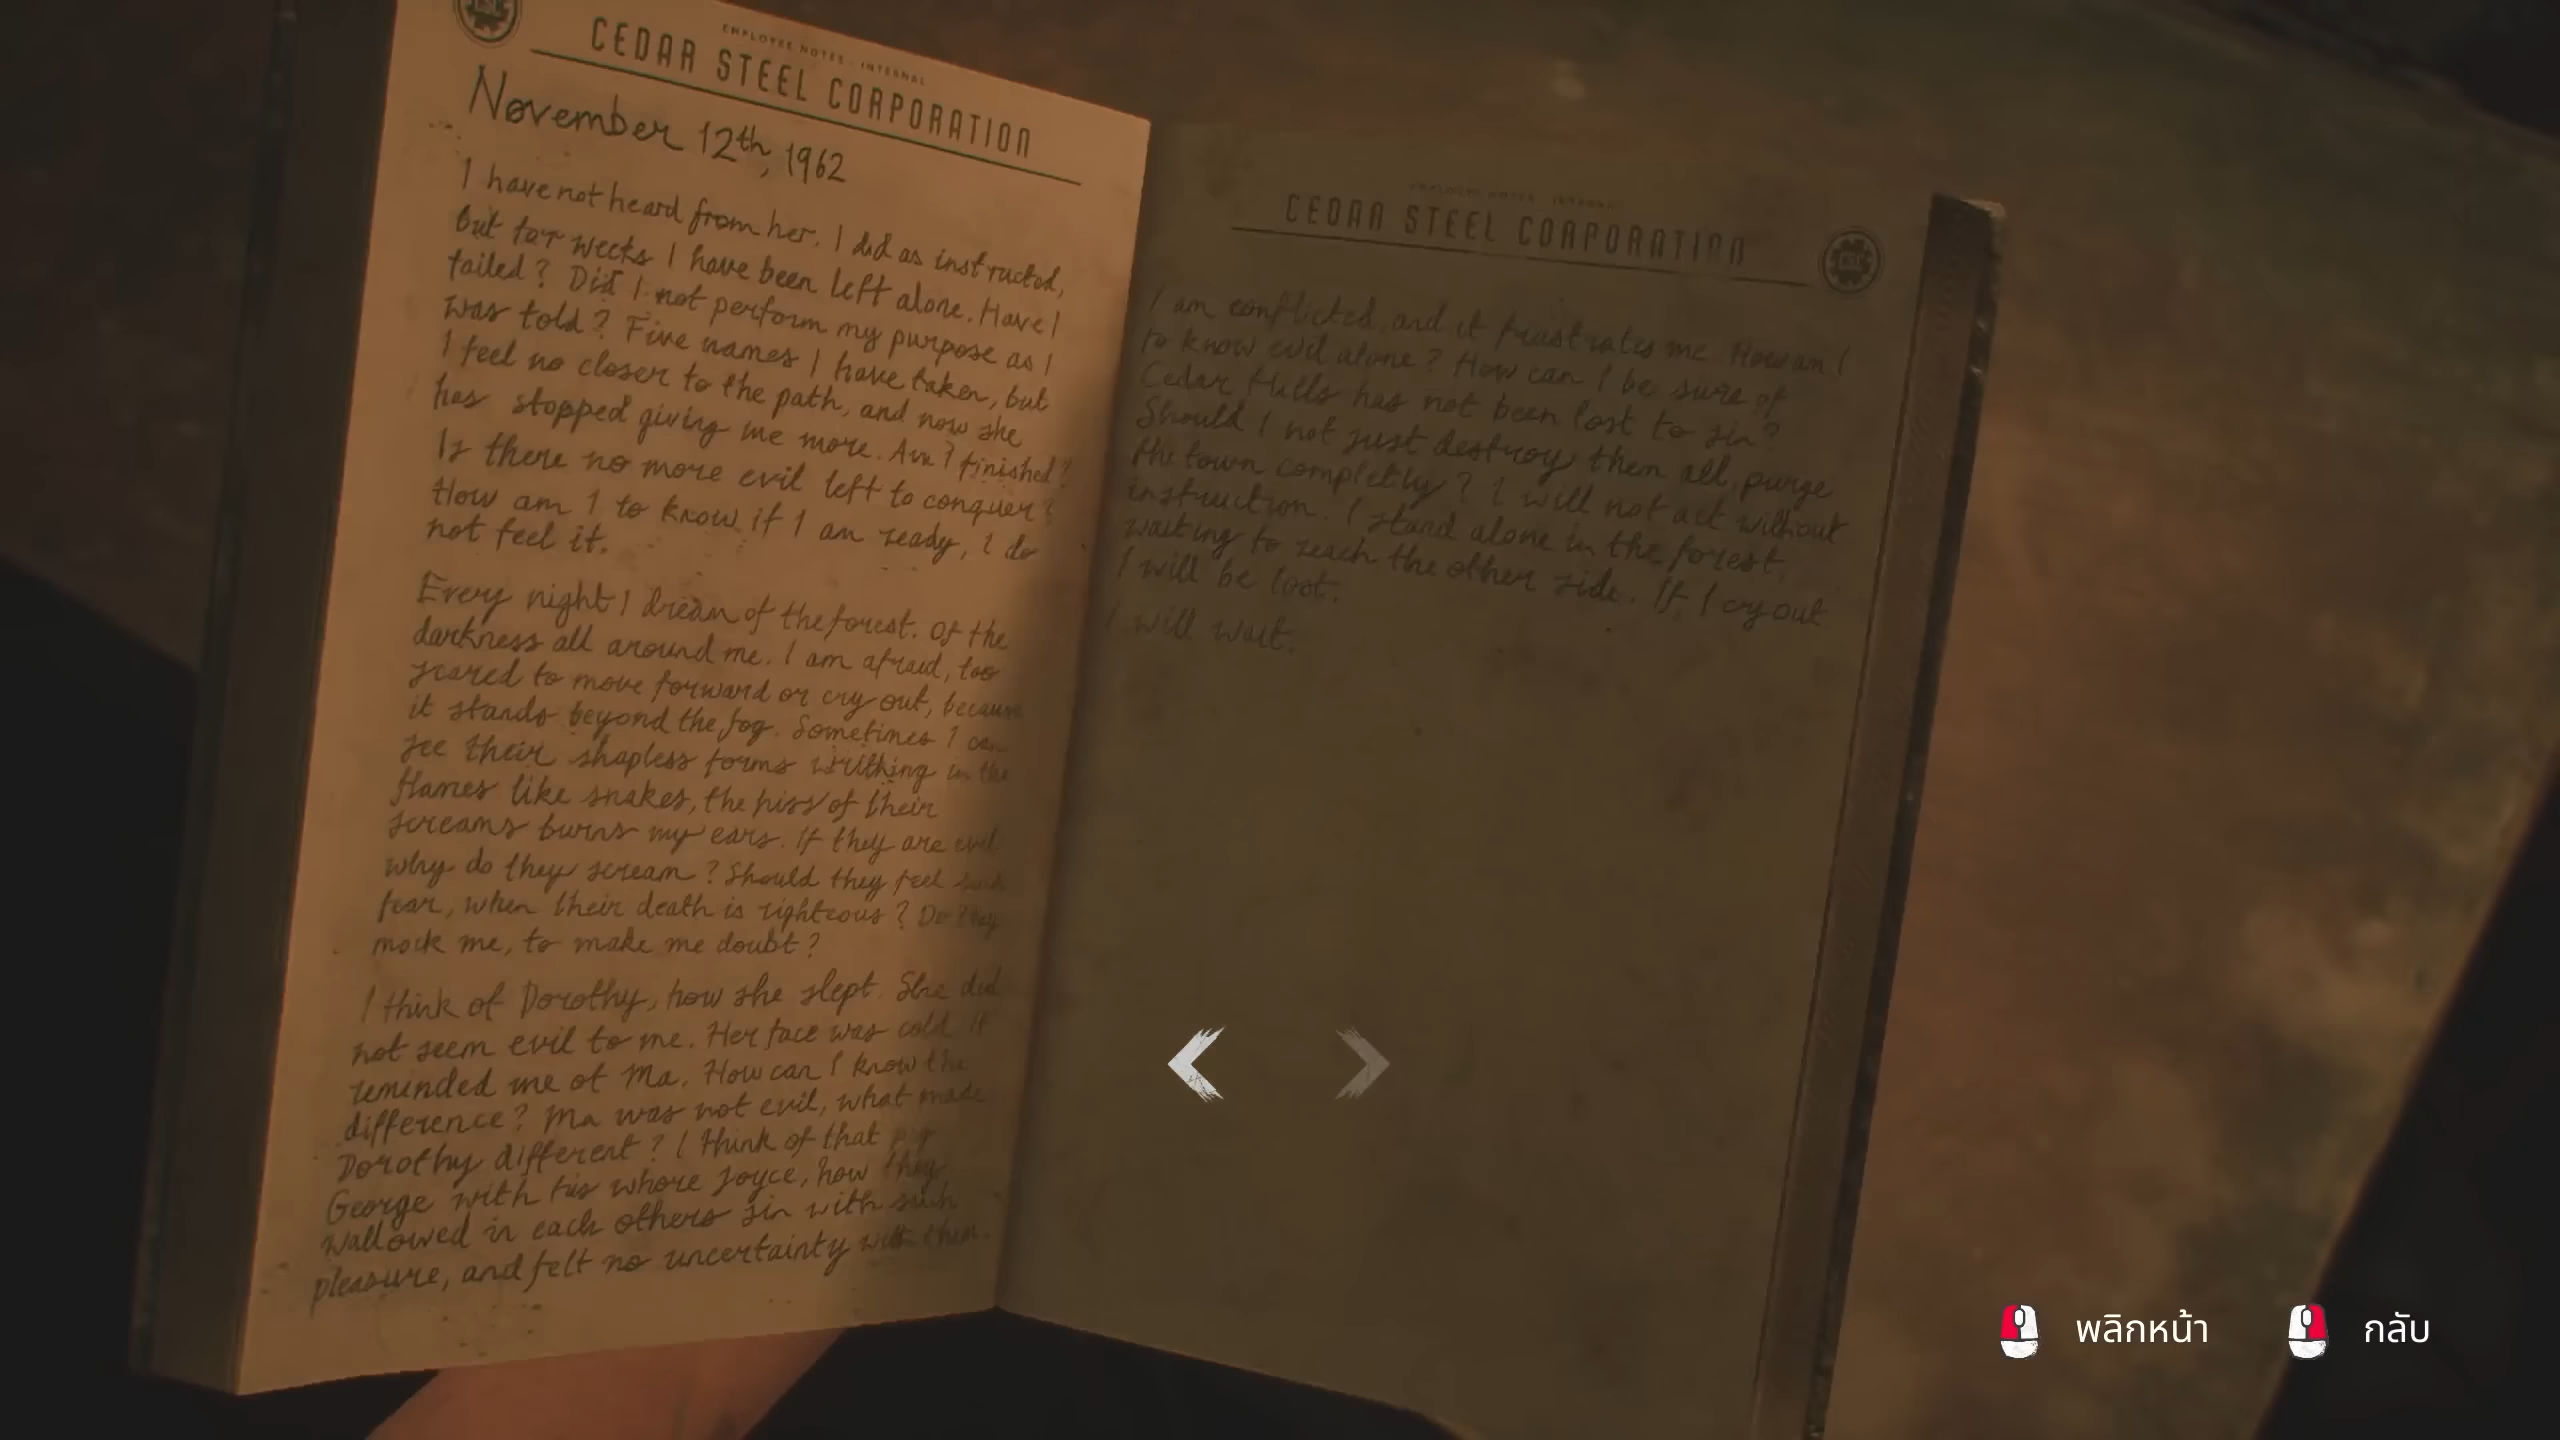 EMPLOYEE NOTES - INTERNAL
CEDAR STEEL CORPORATION
November 12th, 1962
I have not heard from her. I did as instructed,
but for weeks I have been left alone. Have I
failed? Did I not perform my purpose as I
was told? Five names I have taken, but
I feel no closer to the path, and now she
has stopped giving me more. Am I finished?
Is there no more evil left to conquer?
How am I to know if I am ready, I do
not feel it.
Every night I dream of the forest. Of the
darkness all around me. I am afraid, too
scared to move forward or cry out, because
it stands beyond the fog. Sometimes I can
see their shapless forms writhing in the
flames like snakes, the hiss of their
screams burns my ears. If they are evil
why do they scream? Should they feel such
fear, when their death is righteous? Do they
mock me, to make me doubt?
I think of Dorothy, how she slept. She did
not seem evil to me. Her face was cold. It
reminded me of Ma. How can I know the
difference? Ma was not evil, what made
Dorothy different? I think of that
George with his whore Joyce, how they
wallowed in each others sin with such
pleasure, and felt no uncertainty with them.
EMPLOYEE NOTES - INTERNAL
CEDAR STEEL CORPORATION
CSC
I am conflicted, and it frustrates me. How am I
to know evil alone? How can I be sure of
Cedar Hills has not been lost to sin?
Should I not just destroy them all, purge
the town completly? I will not act without
instruction. I stand alone in the forest,
waiting to reach the other side. If I cry out
I will be lost.
I will wait.
พลิกหน้า
กลับ